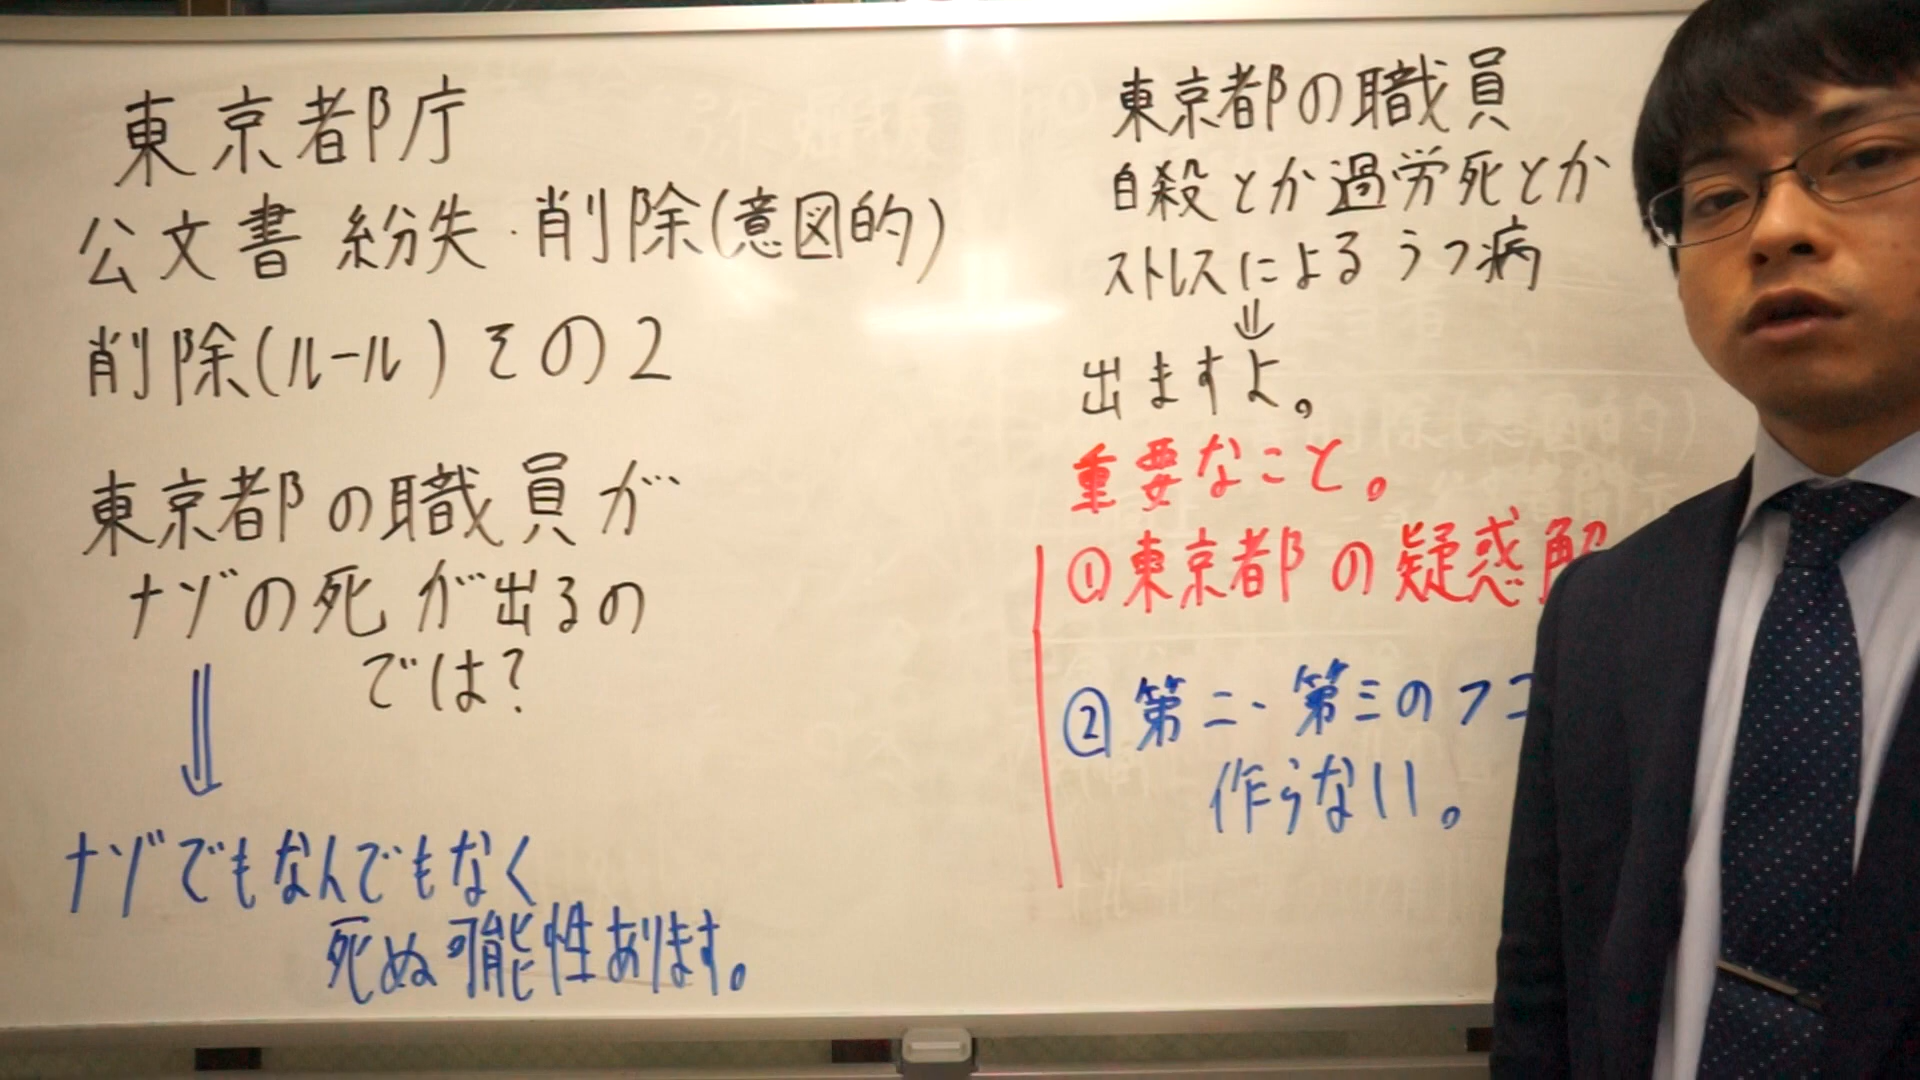 東京都庁
公文書 紛失・削除(意図的)
削除(ルール) その2
東京都の職員が
ナゾの死が出るの
では?
ナゾでもなんでもなく
死ぬ可能性あります。
東京都の職員
自殺とか過労死とか
ストレスによるうつ病
⇓
出ますよ。
重要なこと。
①東京都の疑惑解
②第二、第三のフコ
作らない。